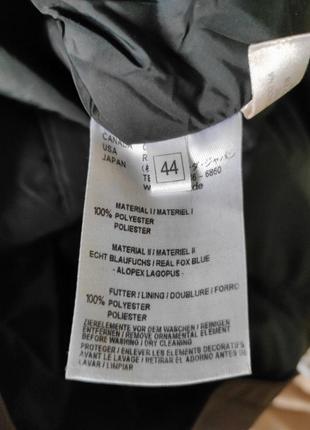 CANADA
USA
JAPAN
44
6860
.de
MATERIAL I / MATERIEL I
100% POLYESTER
POLIESTER
MATERIAL II / MATERIEL II
ECHT BLAUFUCHS / REAL FOX BLUE
- ALOPEX LAGOPUS -
FUTTER / LINING / DOUBLURE / FORRO
100% POLYESTER
POLIESTER
ZIERELEMENTE VOR DEM WASCHEN / REINIGEN
ENTFERNEN / REMOVE ORNAMENTAL ELEMENT
BEFORE WASHING / DRY CLEANING
PROTEGER / ENLEVER LES ELEMENTS DECORATIFS
AVANT LE LAVAGE / RETIRAR EL ADORNO ANTES DE
LAVAR / LIMPIAR